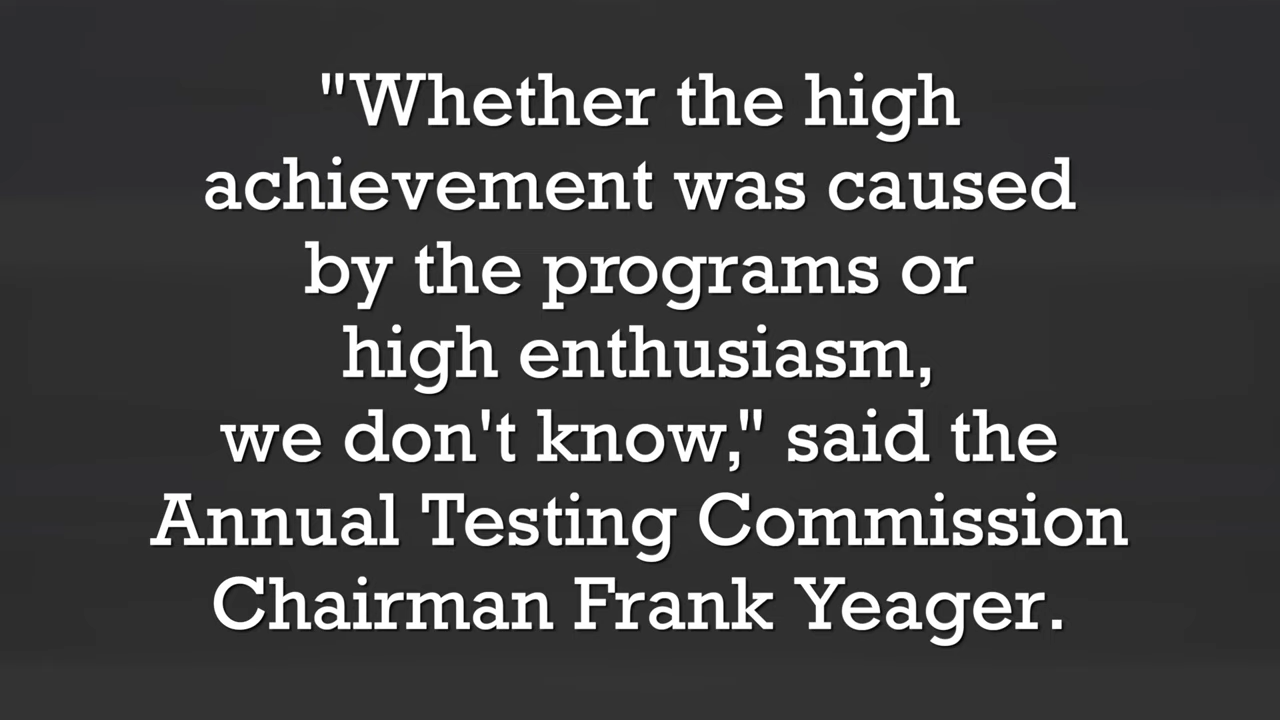 "Whether the high
achievement was caused
by the programs or
high enthusiasm,
we don't know," said the
Annual Testing Commission
Chairman Frank Yeager.